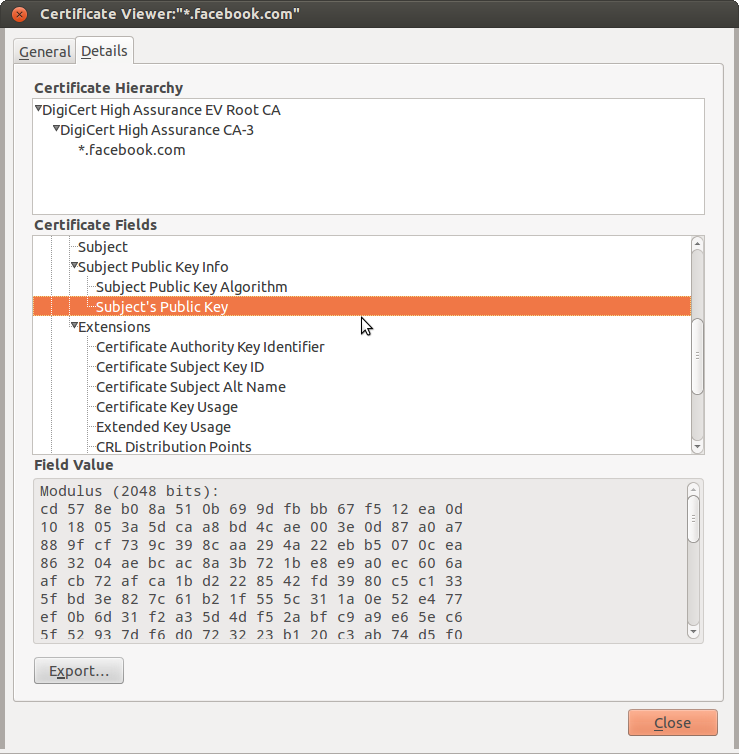 Certificate Viewer:"*.facebook.com"
General Details
Certificate Hierarchy
DigiCert High Assurance EV Root CA
DigiCert High Assurance CA-3
*.facebook.com
Certificate Fields
Subject
Subject Public Key Info
Subject Public Key Algorithm
Subject's Public Key
Extensions
Certificate Authority Key Identifier
Certificate Subject Key ID
Certificate Subject Alt Name
Certificate Key Usage
Extended Key Usage
CRL Distribution Points
Field Value
Modulus (2048 bits):
cd 57 8e b0 8a 51 0b 69 9d fb bb 67 f5 12 ea 0d
10 18 05 3a 5d ca a8 bd 4c ae 00 3e 0d 87 a0 a7
88 9f cf 73 9c 39 8c aa 29 4a 22 eb b5 07 0c ea
86 32 04 ae bc ac 8a 3b 72 1b e8 e9 a0 ec 60 6a
af cb 72 af ca 1b d2 22 85 42 fd 39 80 c5 c1 33
5f bd 3e 82 7c 61 b2 1f 55 5c 31 1a 0e 52 e4 77
ef 0b 6d 31 f2 a3 5d 4d f5 2a bf c9 a9 e6 5e c6
5f 52 93 7d f6 d0 72 32 23 b1 20 c3 ab 74 d5 f0
Export...
Close